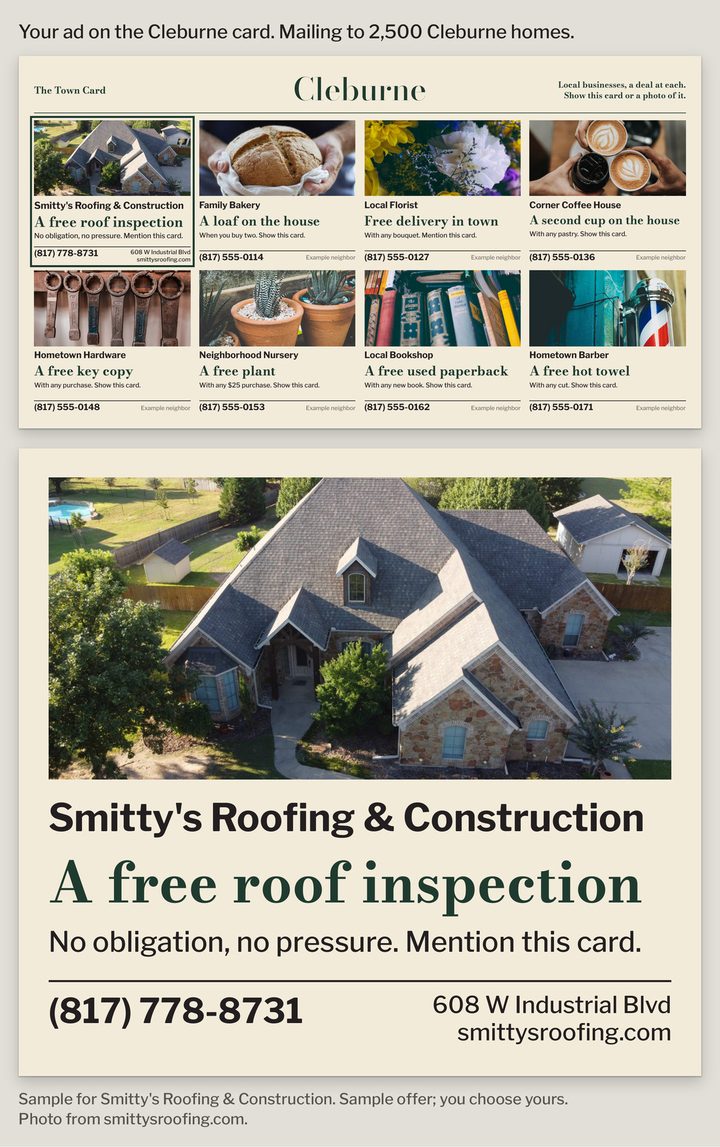 Your ad on the Cleburne card. Mailing to 2,500 Cleburne homes.
The Town Card
Cleburne
Local businesses, a deal at each.
Show this card or a photo of it.
Smitty's Roofing & Construction
A free roof inspection
No obligation, no pressure. Mention this card.
(817) 778-8731
608 W Industrial Blvd
smittysroofing.com
Family Bakery
A loaf on the house
When you buy two. Show this card.
(817) 555-0114
Example neighbor
Local Florist
Free delivery in town
With any bouquet. Mention this card.
(817) 555-0127
Example neighbor
Corner Coffee House
A second cup on the house
With any pastry. Show this card.
(817) 555-0136
Example neighbor
Hometown Hardware
A free key copy
With any purchase. Show this card.
(817) 555-0148
Example neighbor
Neighborhood Nursery
A free plant
With any $25 purchase. Show this card.
(817) 555-0153
Example neighbor
Local Bookshop
A free used paperback
With any new book. Show this card.
(817) 555-0162
Example neighbor
Hometown Barber
A free hot towel
With any cut. Show this card.
(817) 555-0171
Example neighbor
Smitty's Roofing & Construction
A free roof inspection
No obligation, no pressure. Mention this card.
(817) 778-8731
608 W Industrial Blvd
smittysroofing.com
Sample for Smitty's Roofing & Construction. Sample offer; you choose yours.
Photo from smittysroofing.com.